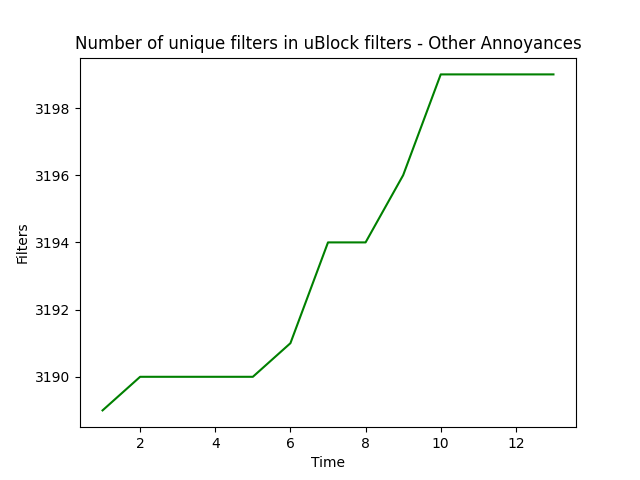 Number of unique filters in uBlock filters - Other Annoyances
3198
3196
3194
3192
3190
Filters
2 4 6 8 10 12
Time